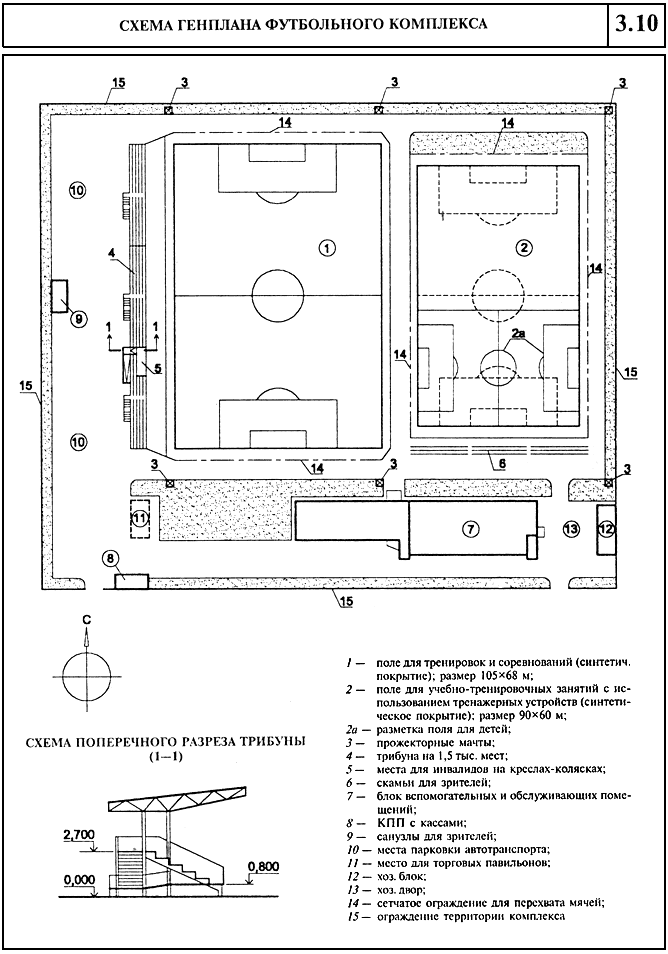 СХЕМА ГЕНПЛАНА ФУТБОЛЬНОГО КОМПЛЕКСА
3.10
15
3
3
3
14
14
10
1
2
4
14
9
1
1
2а
14
5
15
15
10
14
6
3
3
3
11
7
13
12
8
15
С
СХЕМА ПОПЕРЕЧНОГО РАЗРЕЗА ТРИБУНЫ
(1—1)
2,700
0,800
0,000
1 — поле для тренировок и соревнований (синтетич.
покрытие); размер 105×68 м;
2 — поле для учебно-тренировочных занятий с ис-
пользованием тренажерных устройств (синтети-
ческое покрытие); размер 90×60 м;
2а — разметка поля для детей;
3 — прожекторные мачты;
4 — трибуна на 1,5 тыс. мест;
5 — места для инвалидов на креслах-колясках;
6 — скамьи для зрителей;
7 — блок вспомогательных и обслуживающих поме-
щений;
8 — КПП с кассами;
9 — санузлы для зрителей;
10 — места парковки автотранспорта;
11 — место для торговых павильонов;
12 — хоз. блок;
13 — хоз. двор;
14 — сетчатое ограждение для перехвата мячей;
15 — ограждение территории комплекса